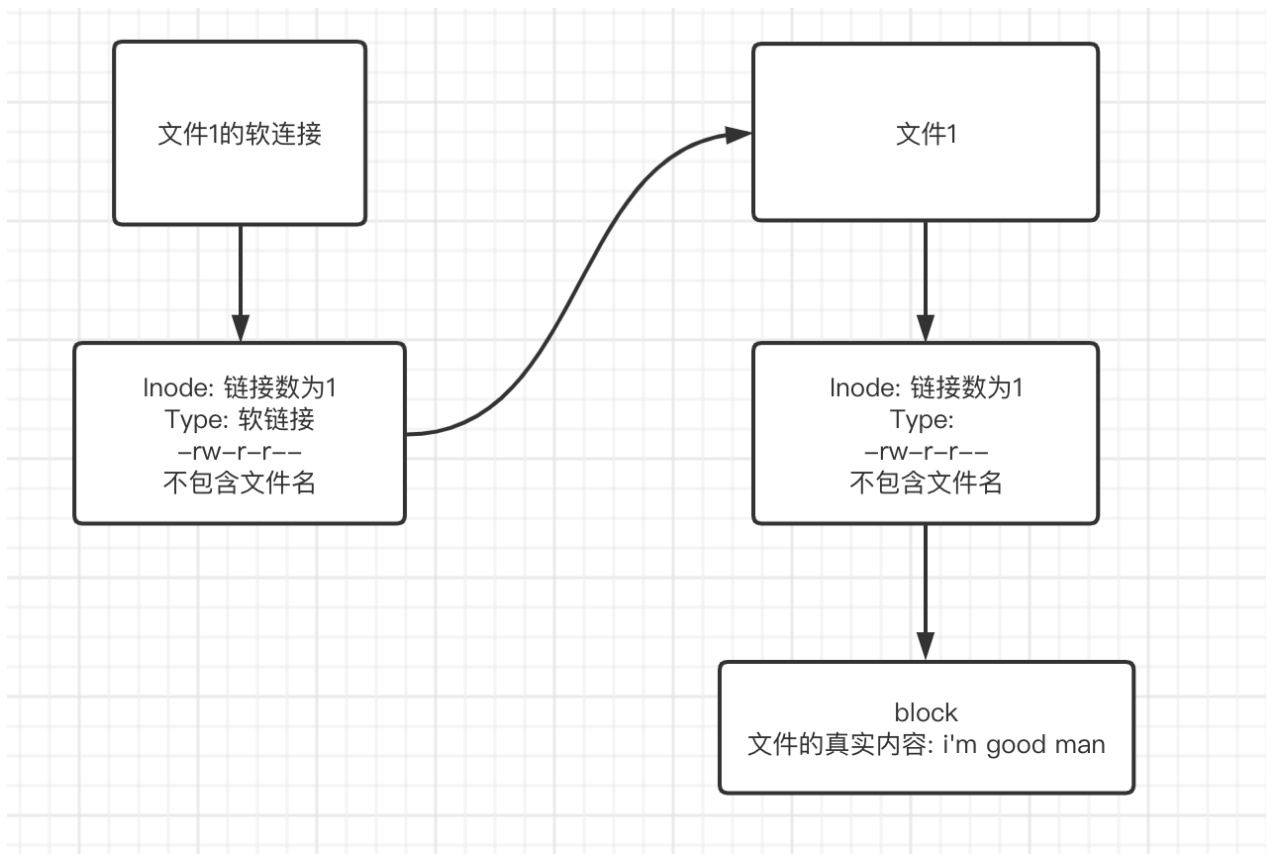 文件1的软连接
文件1
Inode: 链接数为1
Type: 软链接
-rw-r-r--
不包含文件名
Inode: 链接数为1
Type:
-rw-r-r--
不包含文件名
block
文件的真实内容: i'm good man